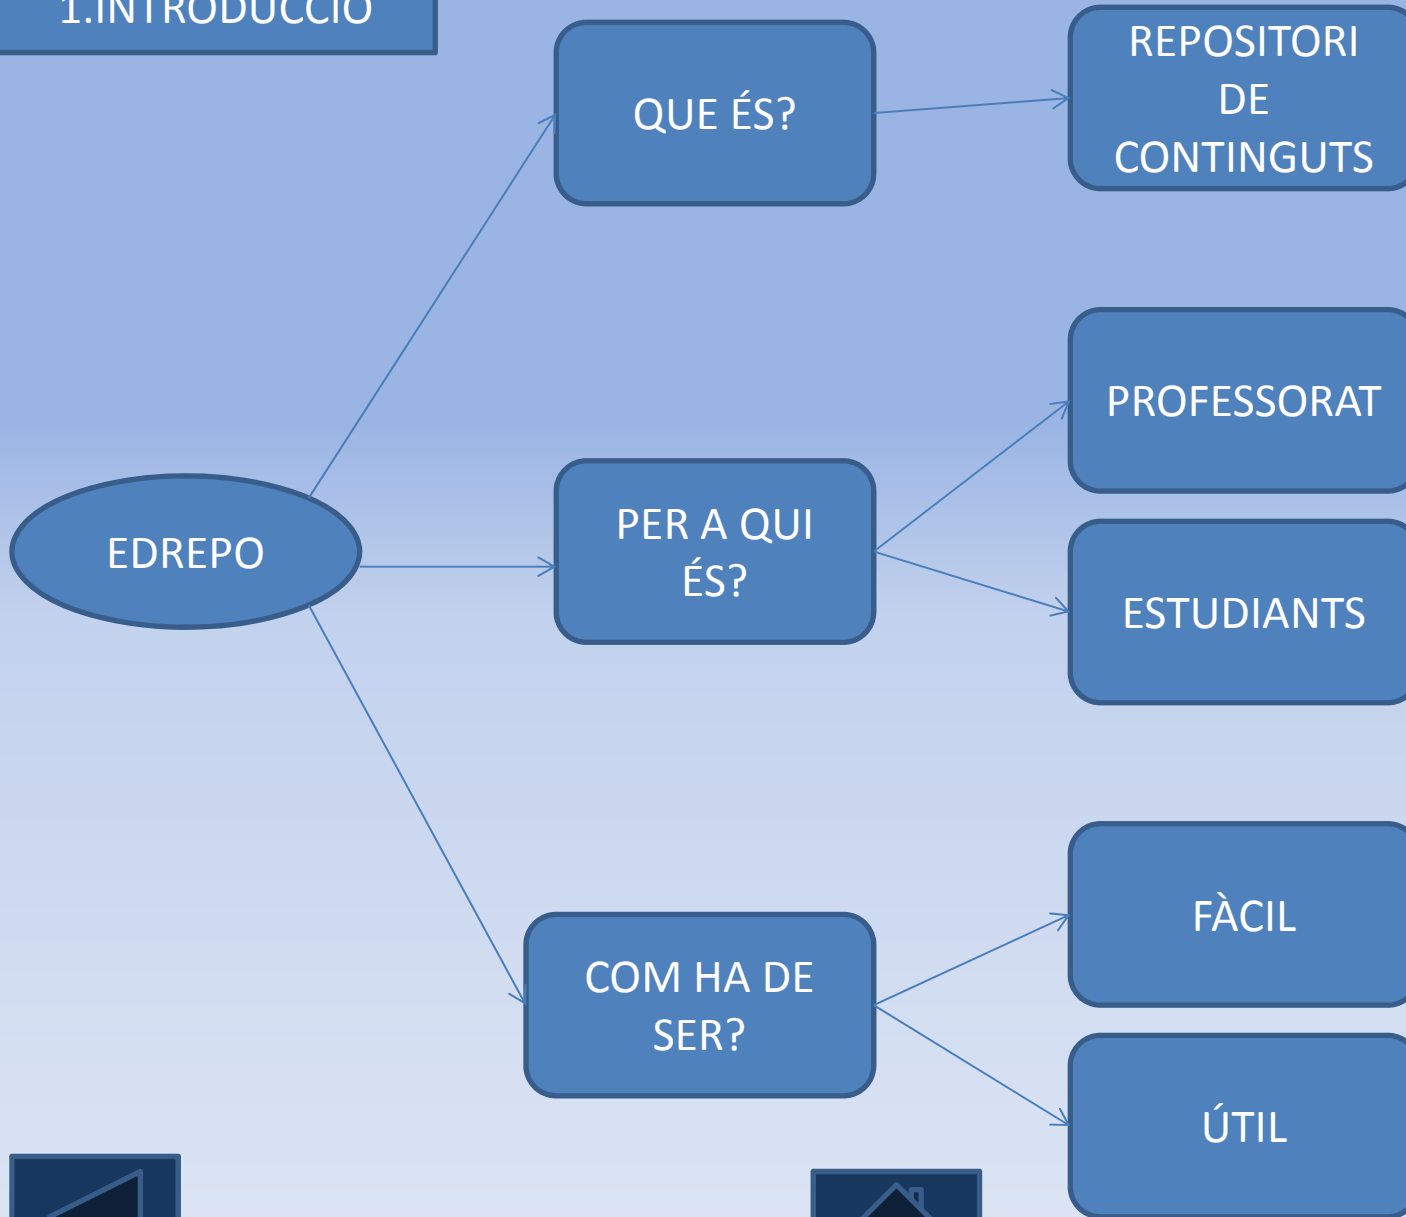 1.INTRODUCCIÓ
QUE ÉS?
REPOSITORI
DE
CONTINGUTS
PROFESSORAT
EDREPO
PER A QUI
ÉS?
ESTUDIANTS
FÀCIL
COM HA DE
SER?
ÚTIL